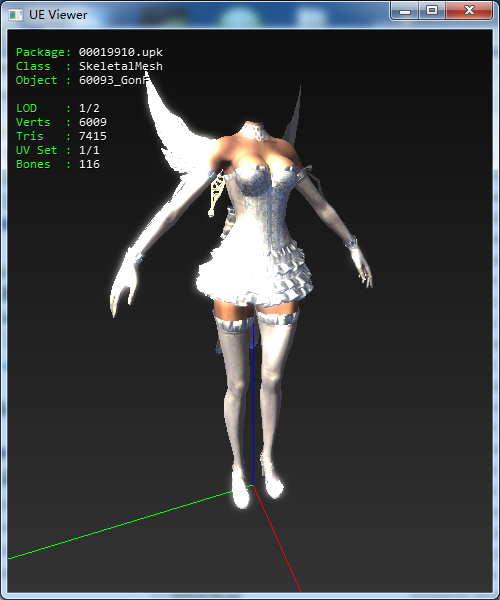 UE Viewer
Package: 00019910.upk
Class : SkeletalMesh
Object : 60093_GonF
LOD : 1/2
Verts : 6009
Tris : 7415
UV Set : 1/1
Bones : 116